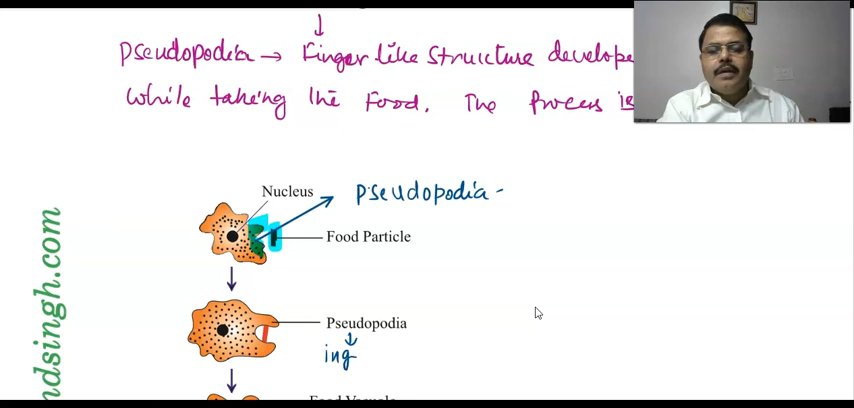 Pseudopodia → Finger like structure develope
while taking the Food. The Process is
Nucleus
Pseudopodia -
Food Particle
Pseudopodia
ing
ndsingh.com